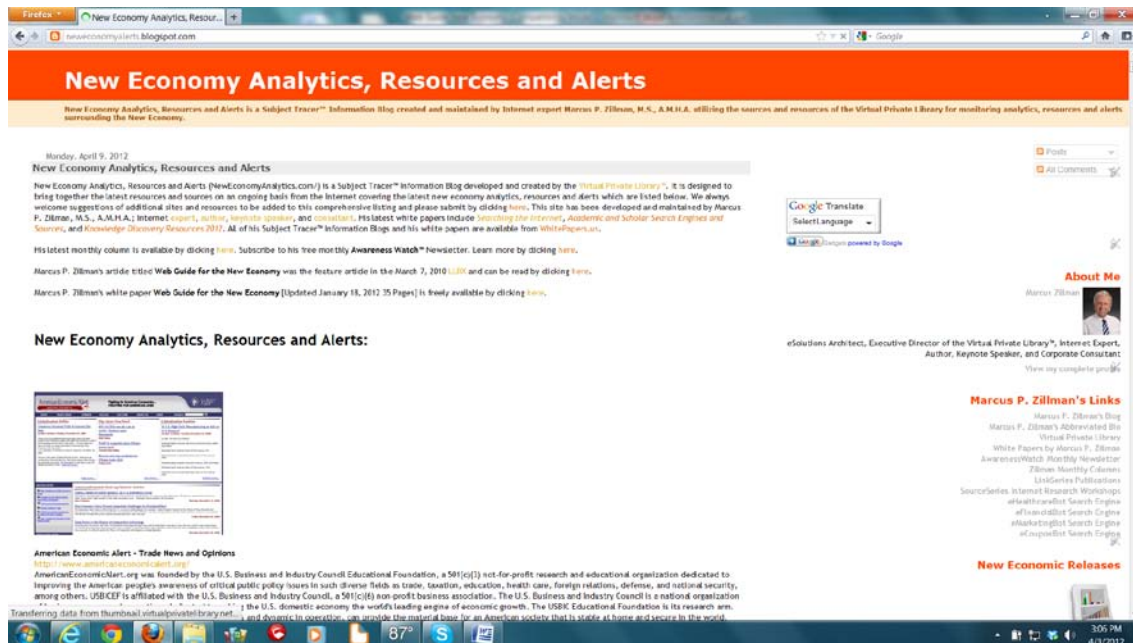 Firefox
New Economy Analytics, Resour...
neweconomyalerts.blogspot.com
Google
New Economy Analytics, Resources and Alerts
New Economy Analytics, Resources and Alerts is a Subject Tracer™ Information Blog created and maintained by Internet expert Marcus P. Zillman, M.S., A.M.H.A. utilizing the sources and resources of the Virtual Private Library for monitoring analytics, resources and alerts
surrounding the New Economy.
Monday, April 9, 2012
New Economy Analytics, Resources and Alerts
New Economy Analytics, Resources and Alerts (NewEconomyAnalytics.com/) is a Subject Tracer™ Information Blog developed and created by the Virtual Private Library™. It is designed to
bring together the latest resources and sources on an ongoing basis from the Internet covering the latest new economy analytics, resources and alerts which are listed below. We always
welcome suggestions of additional sites and resources to be added to this comprehensive listing and please submit by clicking here. This site has been developed and maintained by Marcus
P. Zillman, M.S., A.M.H.A.; Internet expert, author, keynote speaker, and consultant. His latest white papers include Searching the Internet, Academic and Scholar Search Engines and
Sources, and Knowledge Discovery Resources 2012. All of his Subject Tracer™ Information Blogs and his white papers are available from WhitePapers.us.
His latest monthly column is available by clicking here. Subscribe to his free monthly Awareness Watch™ Newsletter. Learn more by clicking here.
Marcus P. Zillman's article titled Web Guide for the New Economy was the feature article in the March 7, 2010 LLRX and can be read by clicking here.
Marcus P. Zillman's white paper Web Guide for the New Economy [Updated January 18, 2012 35 Pages] is freely available by clicking here.
New Economy Analytics, Resources and Alerts:
American Economic Alert - Trade News and Opinions
http://www.americaneconomicalert.org/
AmericanEconomicAlert.org was founded by the U.S. Business and Industry Council Educational Foundation, a 501(c)(3) not-for-profit research and educational organization dedicated to
improving the American people's awareness of critical public policy issues in such diverse fields as trade, taxation, education, health care, foreign relations, defense, and national security,
among others. USBICEF is affiliated with the U.S. Business and Industry Council, a 501(c)(6) non-profit business association. The U.S. Business and Industry Council is a national organization
the U.S. domestic economy the world's leading engine of economic growth. The USBIC Educational Foundation is its research arm.
and dynamic in operation, can provide the material base for an American society that is stable at home and secure in the world.
Transferring data from thumbnail.virtualprivatelibrary.net...
Posts
All Comments
Google Translate
Select Language
Gadgets powered by Google
About Me
Marcus Zillman
eSolutions Architect, Executive Director of the Virtual Private Library™, Internet Expert,
Author, Keynote Speaker, and Corporate Consultant
View my complete profile
Marcus P. Zillman's Links
Marcus P. Zillman's Blog
Marcus P. Zillman's Abbreviated Bio
Virtual Private Library
White Papers by Marcus P. Zillman
AwarenessWatch Monthly Newsletter
Zillman Monthly Columns
LinkSeries Publications
SourceSeries Internet Research Workshops
eHealthcareBot Search Engine
eFinancialBot Search Engine
eMarketingBot Search Engine
eCouponBot Search Engine
New Economic Releases
87°
3:05 PM
4/3/2012